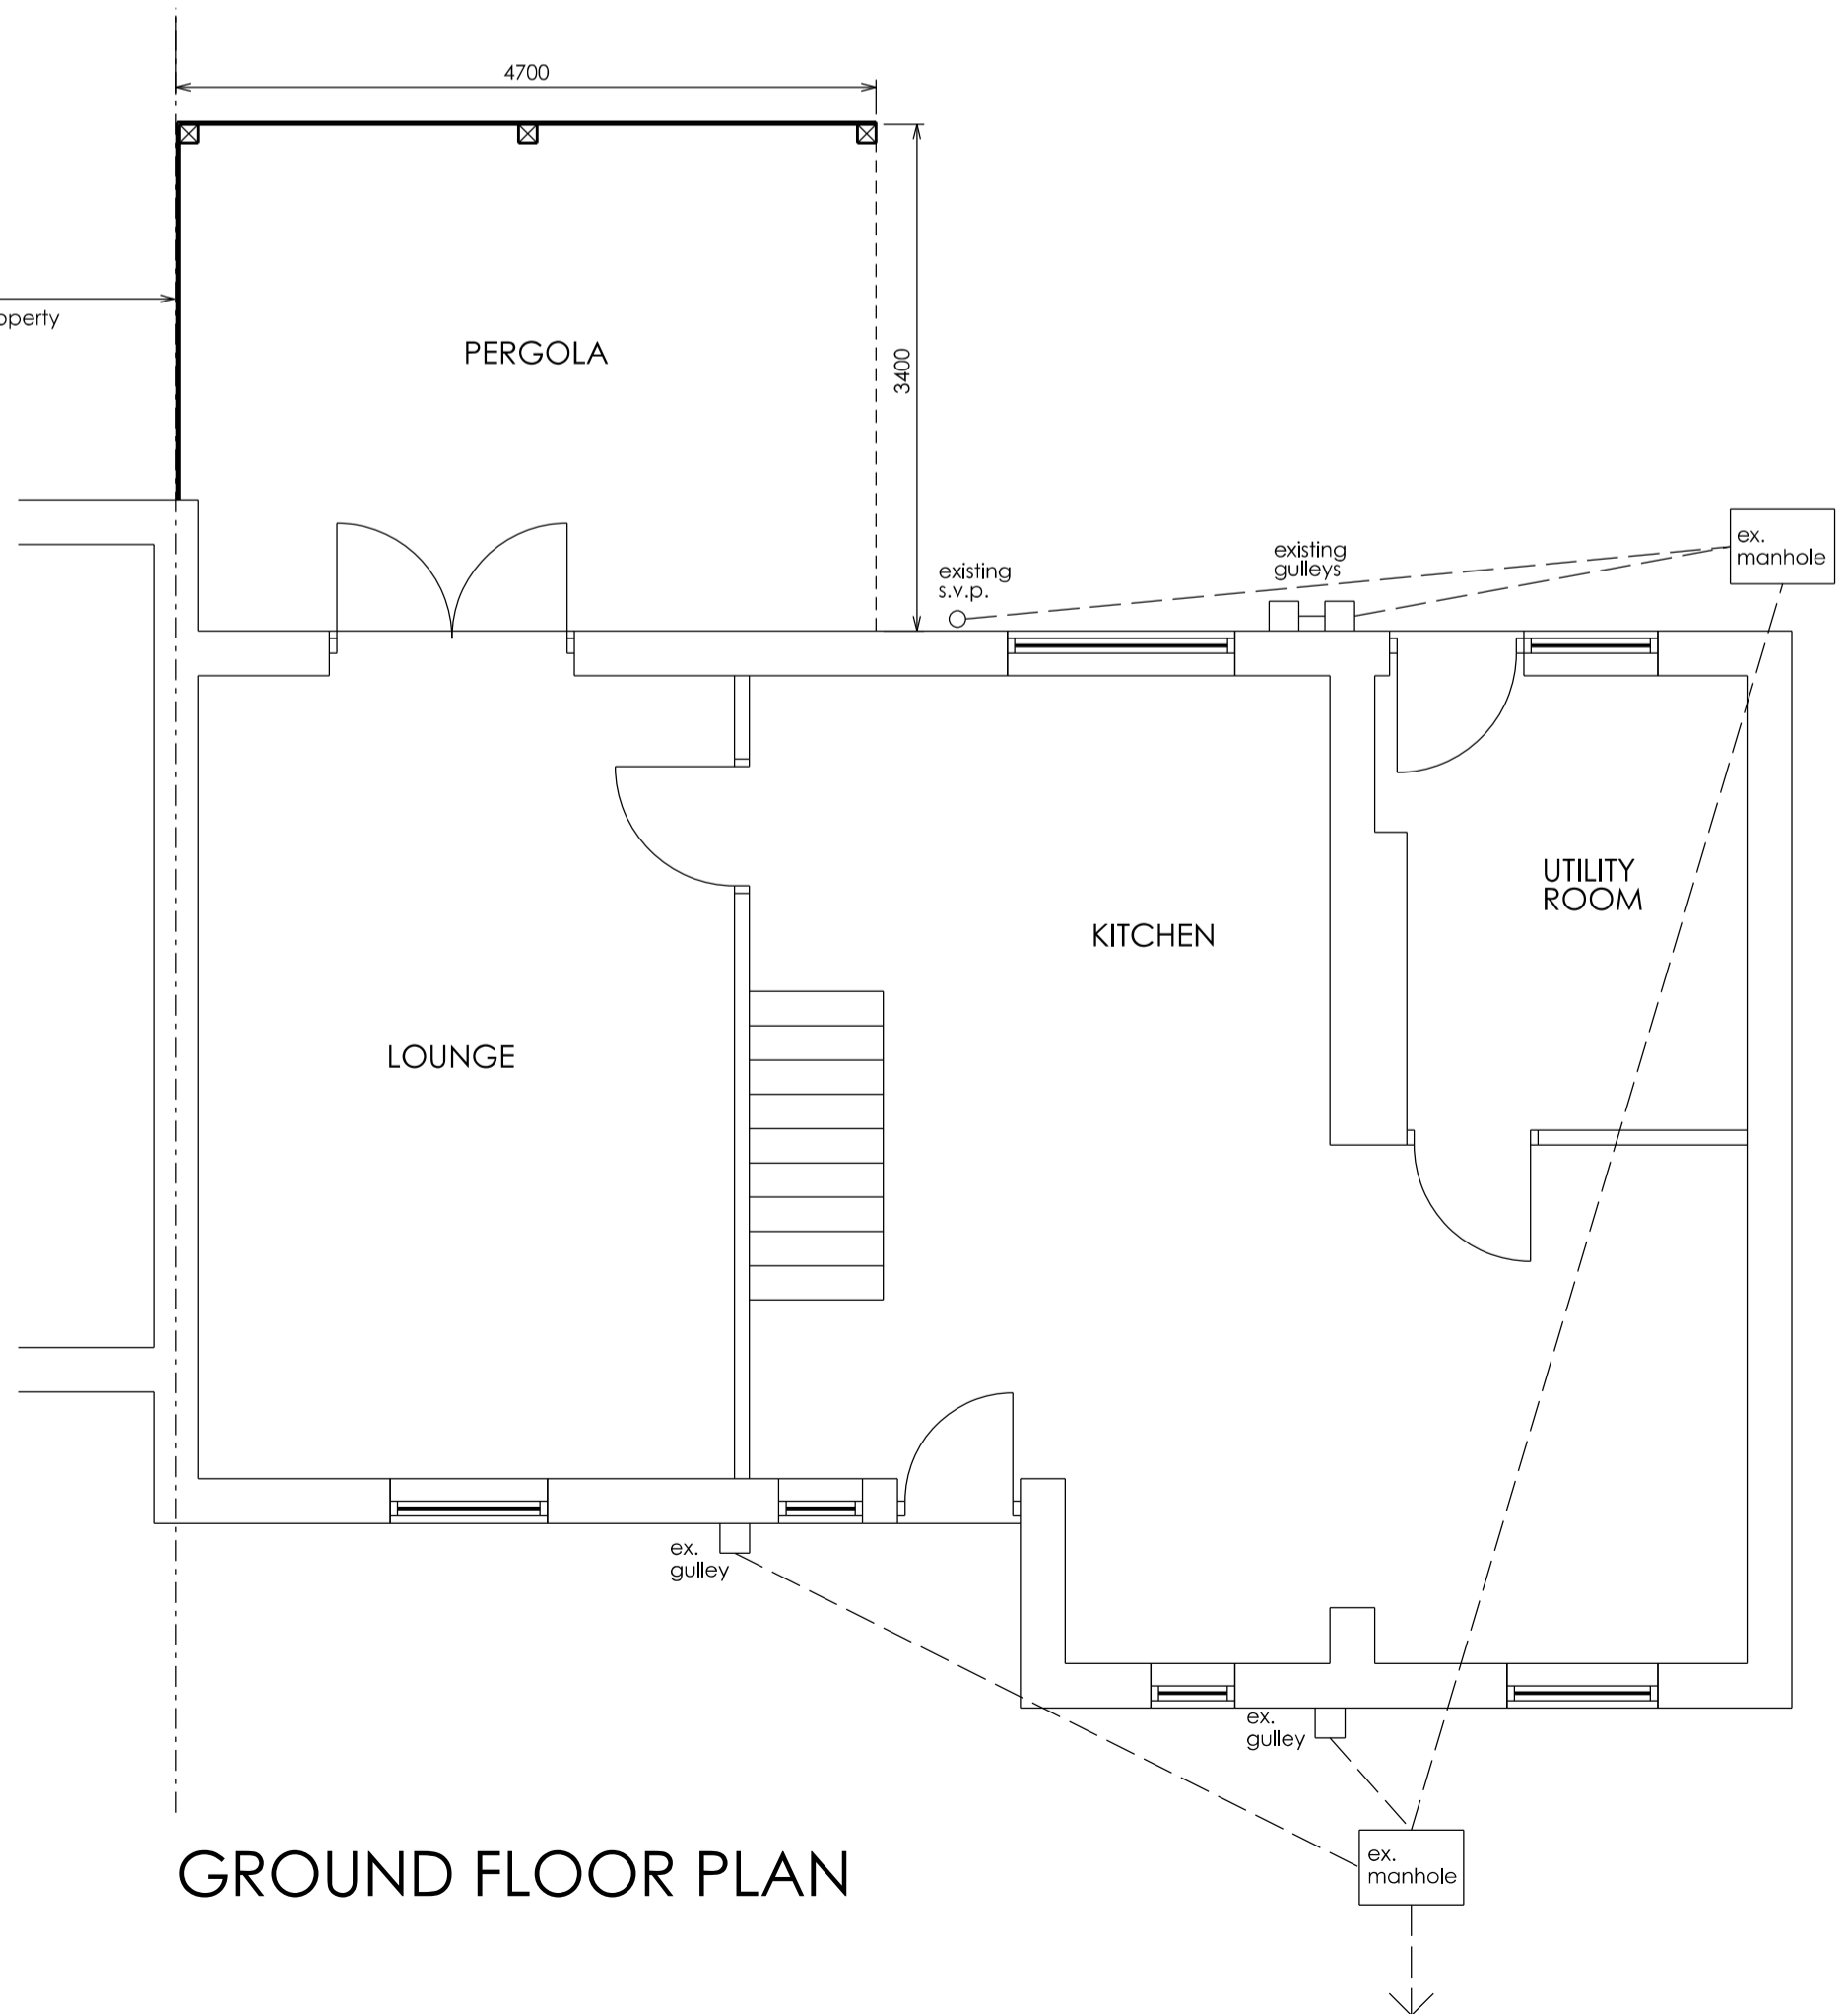 4700
operty
PERGOLA
3400
existing
s.v.p.
existing
gulleys
ex.
manhole
UTILITY
ROOM
KITCHEN
LOUNGE
ex.
gulley
ex.
gulley
ex.
manhole
GROUND FLOOR PLAN